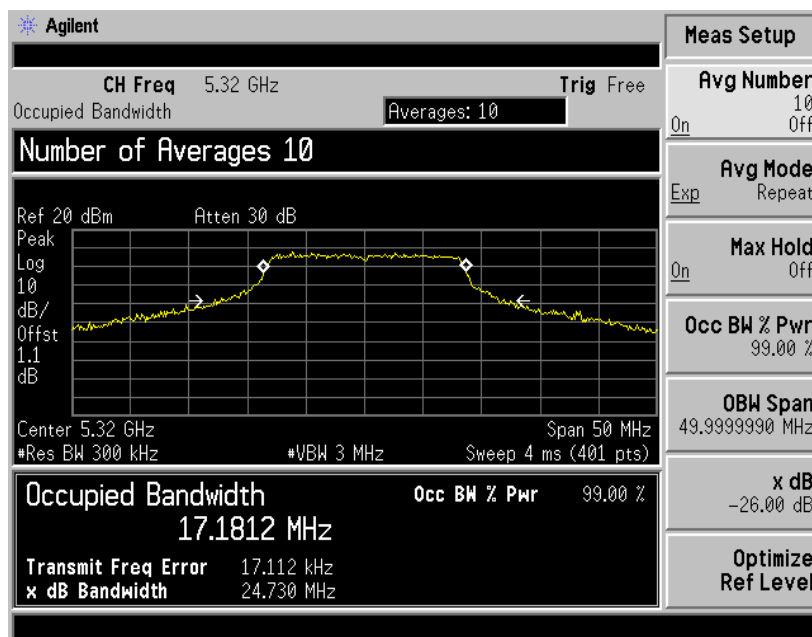 Agilent
CH Freq 5.32 GHz Trig Free
Occupied Bandwidth Averages: 10
Number of Averages 10
Ref 20 dBm Atten 30 dB
Peak
Log
10
dB/
Offst
1.1
dB
Center 5.32 GHz Span 50 MHz
#Res BW 300 kHz #VBW 3 MHz Sweep 4 ms (401 pts)
Occupied Bandwidth Occ BW % Pwr 99.00 %
17.1812 MHz
Transmit Freq Error 17.112 kHz
x dB Bandwidth 24.730 MHz
Meas Setup
Avg Number
10
On Off
Avg Mode
Exp Repeat
Max Hold
On Off
Occ BW % Pwr
99.00 %
OBW Span
49.9999990 MHz
x dB
-26.00 dB
Optimize
Ref Level